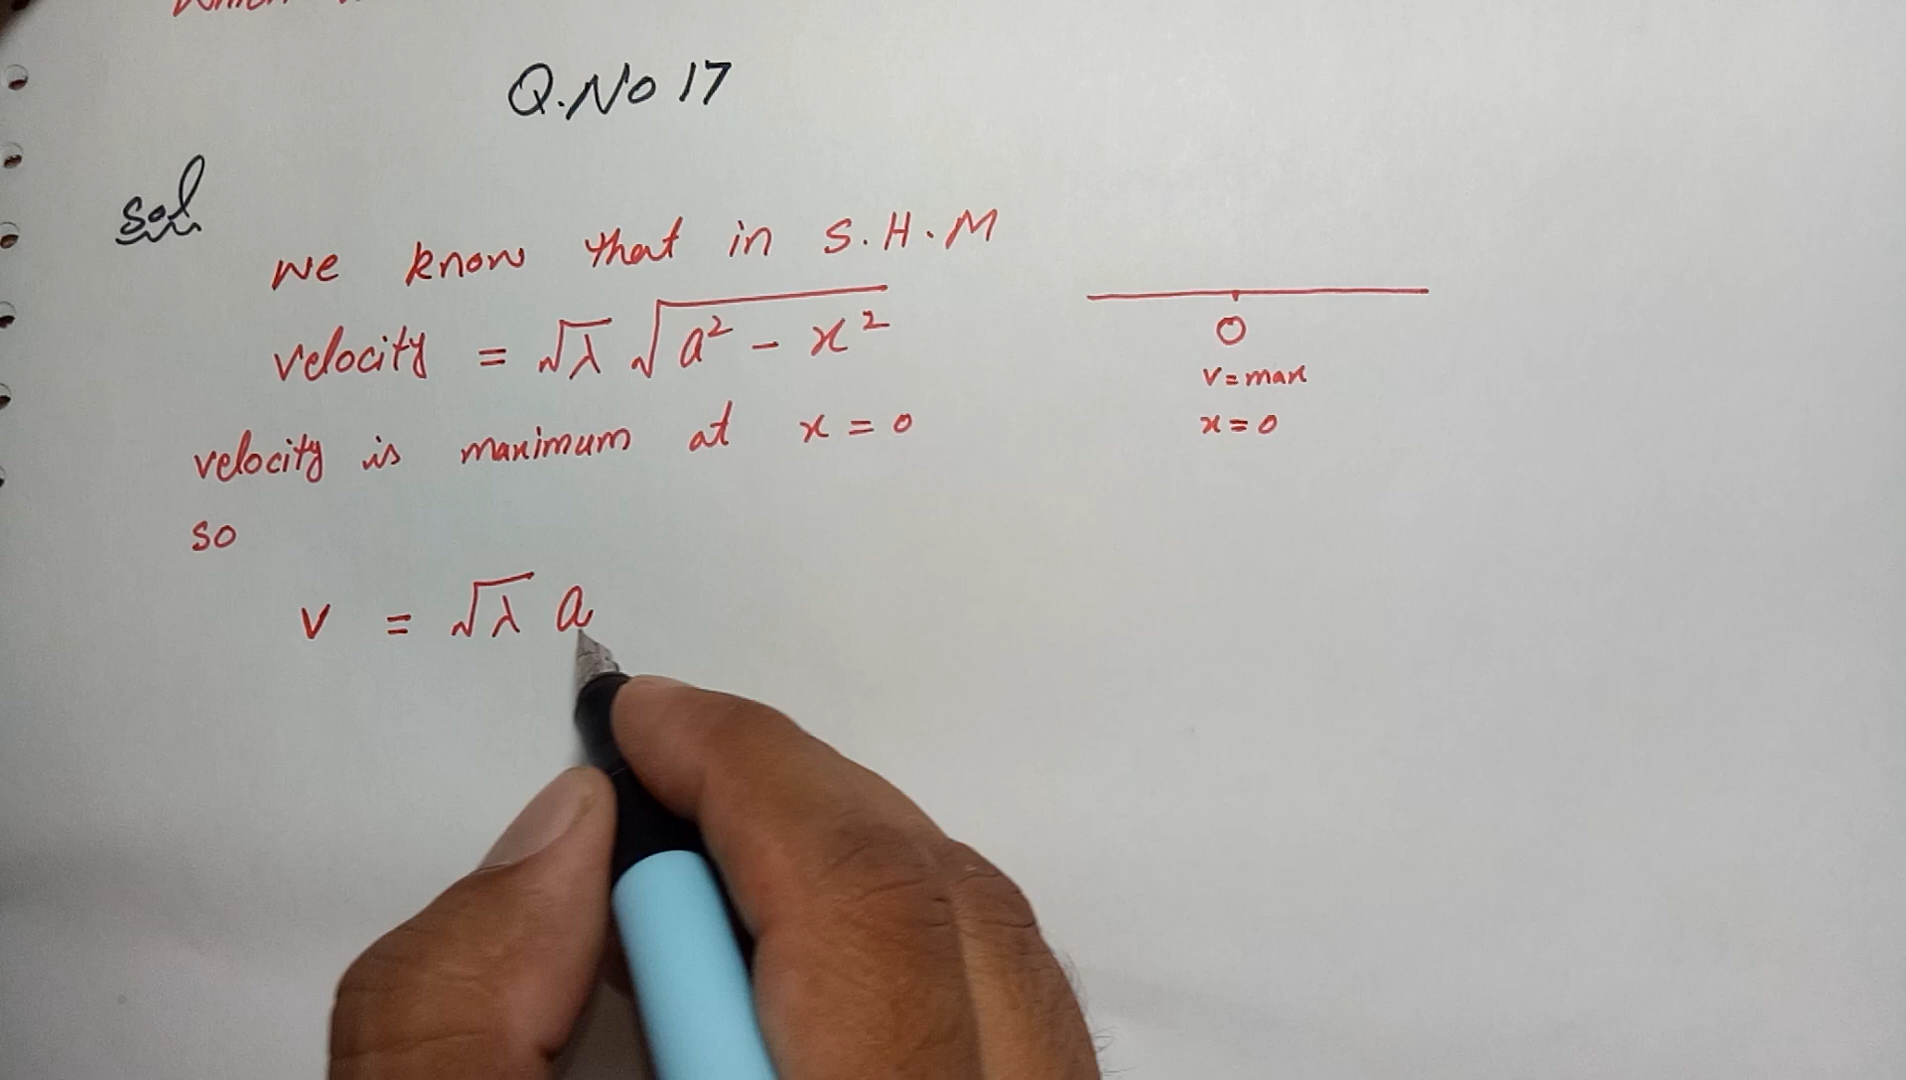 Q.No 17
sol
we know that in S.H.M
velocity = √λ √a² - x²
O
v = max
x = 0
velocity is maximum at x = 0
so
v = √λ a